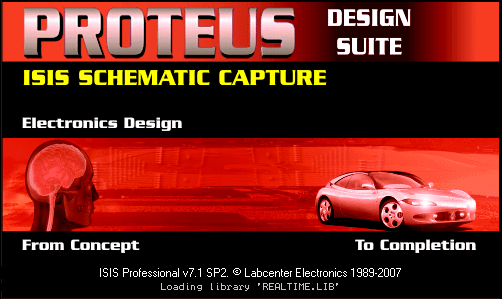 PROTEUS DESIGN SUITE
ISIS SCHEMATIC CAPTURE
Electronics Design
From Concept To Completion
ISIS Professional v7.1 SP2. © Labcenter Electronics 1989-2007
Loading library 'REALTIME.LIB'